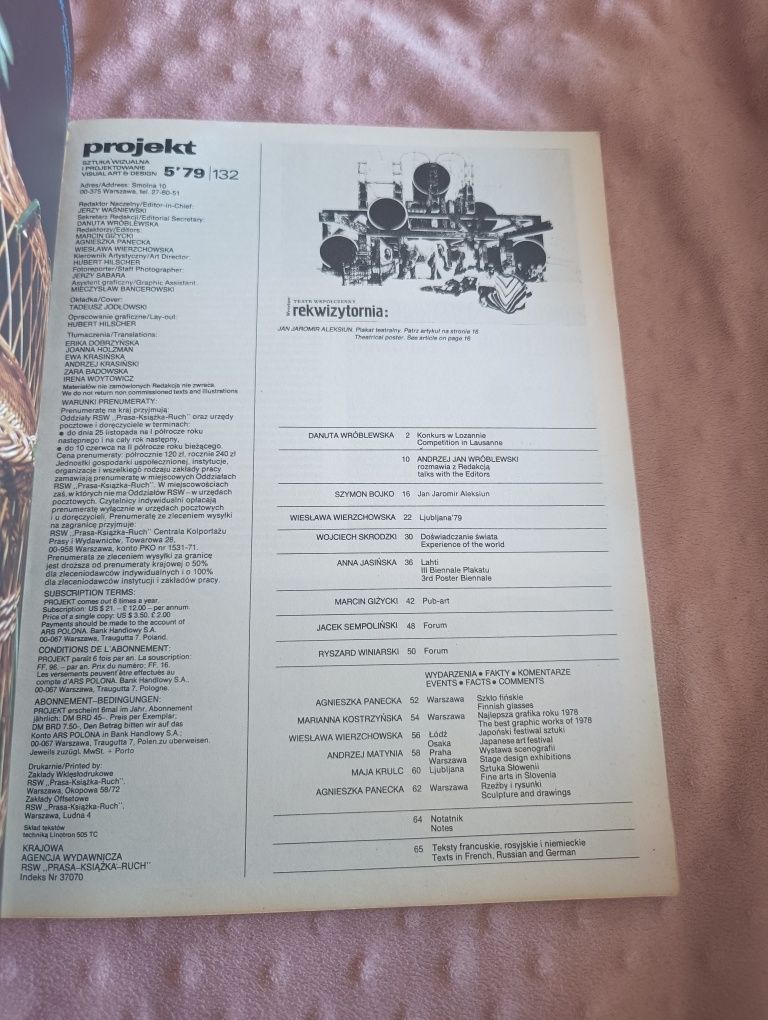 projekt
SZTUKA WIZUALNA
I PROJEKTOWANIE
VISUAL ART & DESIGN 5'79 | 132
Adres/Address: Smolna 10
00-375 Warszawa, tel. 27-80-51
Redaktor Naczelny/Editor-in-Chief:
JERZY WAŚNIEWSKI
Sekretarz Redakcji/Editorial Secretary:
DANUTA WRÓBLEWSKA
Redaktorzy/Editors:
MARCIN GIŻYCKI
AGNIESZKA PANECKA
WIESŁAWA WIERZCHOWSKA
Kierownik Artystyczny/Art Director:
HUBERT HILSCHER
Fotoreporter/Staff Photographer:
JERZY SABARA
Asystent graficzny/Graphic Assistant:
MIECZYSŁAW BANCEROWSKI
Okładka/Cover:
TADEUSZ JODŁOWSKI
Opracowanie graficzne/Lay-out:
HUBERT HILSCHER
Tłumaczenia/Translations:
ERIKA DOBRZYŃSKA
JOANNA HOLZMAN
EWA KRASIŃSKA
ANDRZEJ KRASIŃSKI
ZARA BADOWSKA
IRENA WOYTOWICZ
Materiałów nie zamówionych Redakcja nie zwraca.
We do not return non commissioned texts and illustrations
WARUNKI PRENUMERATY:
Prenumeratę na kraj przyjmują
Oddziały RSW „Prasa-Książka-Ruch" oraz urzędy
pocztowe i doręczyciele w terminach:
● do dnia 25 listopada na I półrocze roku
następnego i na cały rok następny,
● do 10 czerwca na II półrocze roku bieżącego.
Cena prenumeraty: półrocznie 120 zł, rocznie 240 zł
Jednostki gospodarki uspołecznionej, instytucje,
organizacje i wszelkiego rodzaju zakłady pracy
zamawiają prenumeratę w miejscowych Oddziałach
RSW „Prasa-Książka-Ruch". W miejscowościach
zaś, w których nie ma Oddziałów RSW – w urzędach
pocztowych. Czytelnicy indywidualni opłacają
prenumeratę wyłącznie w urzędach pocztowych
i u doręczycieli. Prenumeratę ze zleceniem wysyłki
na zagranicę przyjmuje:
RSW „Prasa-Książka-Ruch" Centrala Kolportażu
Prasy i Wydawnictw, Towarowa 28,
00-958 Warszawa, konto PKO nr 1531-71.
Prenumerata ze zleceniem wysyłki za granicę
jest droższa od prenumeraty krajowej o 50%
dla zleceniodawców indywidualnych i o 100%
dla zleceniodawców instytucji i zakładów pracy.
SUBSCRIPTION TERMS:
PROJEKT comes out 6 times a year.
Subscription: US $ 21. – £ 12.00 – per annum.
Price of a single copy: US $ 3.50. £ 2.00
Payments should be made to the account of
ARS POLONA. Bank Handlowy S.A.
00-067 Warszawa, Traugutta 7. Poland.
CONDITIONS DE L'ABONNEMENT:
PROJEKT paraît 6 fois par an. La souscription:
FF, 96. – par an. Prix du numéro: FF, 16.
Les versements peuvent être effectués au
compte d'ARS POLONA. Bank Handlowy S.A.,
00-067 Warszawa, Traugutta 7. Pologne.
ABONNEMENT–BEDINGUNGEN:
PROJEKT erscheint 6mal im Jahr. Abonnement
jährlich: DM BRD 45–. Preis per Exemplar:
DM BRD 7.50–, Den Betrag bitten wir auf das
Konto ARS POLONA in Bank Handlowy S.A.:
00-067 Warszawa, Traugutta 7, Polen.zu überweisen.
Jeweils zuzügl. MwSt. + Porto
Drukarnie/Printed by:
Zakłady Wklęsłodrukowe
RSW „Prasa-Książka-Ruch",
Warszawa, Okopowa 58/72
Zakłady Offsetowe
RSW „Prasa-Książka-Ruch",
Warszawa, Ludna 4
Skład tekstów
techniką Linotron 505 TC
KRAJOWA
AGENCJA WYDAWNICZA
RSW „PRASA–KSIĄŻKA–RUCH"
Indeks Nr 37070
TEATR WSPÓŁCZESNY
rekwizytornia:
JAN JAROMIR ALEKSIUN. Plakat teatralny. Patrz artykuł na stronie 16
Theatrical poster. See article on page 16
DANUTA WRÓBLEWSKA 2 Konkurs w Lozannie
Competition in Lausanne
10 ANDRZEJ JAN WRÓBLEWSKI
rozmawia z Redakcją
talks with the Editors
SZYMON BOJKO 16 Jan Jaromir Aleksiun
WIESŁAWA WIERZCHOWSKA 22 Ljubljana'79
WOJCIECH SKRODZKI 30 Doświadczanie świata
Experience of the world
ANNA JASIŃSKA 36 Lahti
III Biennale Plakatu
3rd Poster Biennale
MARCIN GIŻYCKI 42 Pub-art
JACEK SEMPOLIŃSKI 48 Forum
RYSZARD WINIARSKI 50 Forum
WYDARZENIA ● FAKTY ● KOMENTARZE
EVENTS ● FACTS ● COMMENTS
AGNIESZKA PANECKA 52 Warszawa Szkło fińskie
Finnish glasses
MARIANNA KOSTRZYŃSKA 54 Warszawa Najlepsza grafika roku 1978
The best graphic works of 1978
WIESŁAWA WIERZCHOWSKA 56 Łódź Japoński festiwal sztuki
Osaka Japanese art festival
ANDRZEJ MATYNIA 58 Praha Wystawa scenografii
Warszawa Stage design exhibitions
MAJA KRULC 60 Ljubljana Sztuka Słowenii
Fine arts in Slovenia
AGNIESZKA PANECKA 62 Warszawa Rzeźby i rysunki
Sculpture and drawings
64 Notatnik
Notes
65 Teksty francuskie, rosyjskie i niemieckie
Texts in French, Russian and German